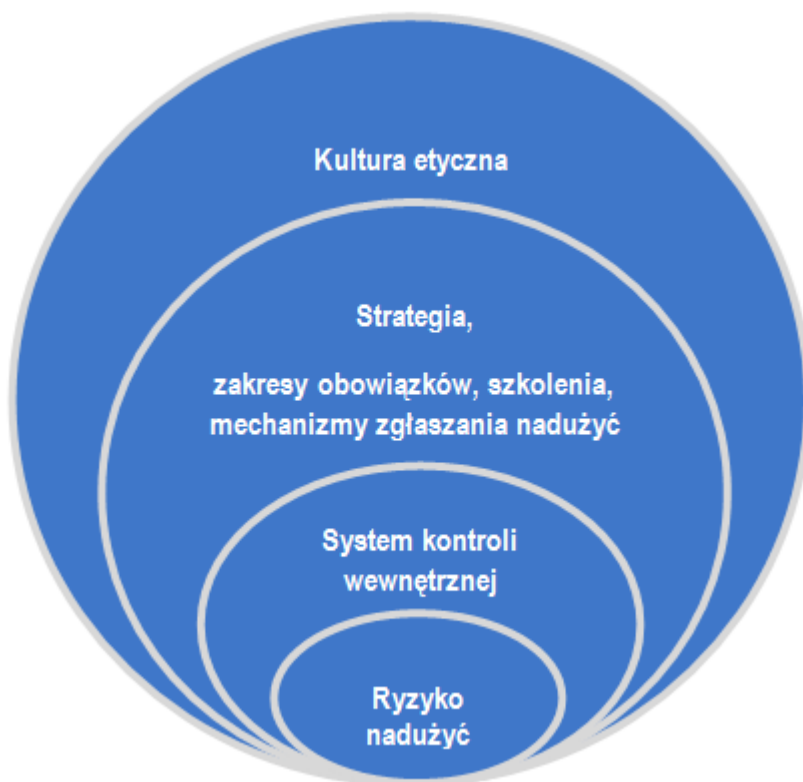 Kultura etyczna
Strategia,
zakresy obowiązków, szkolenia,
mechanizmy zgłaszania nadużyć
System kontroli
wewnętrznej
Ryzyko
nadużyć